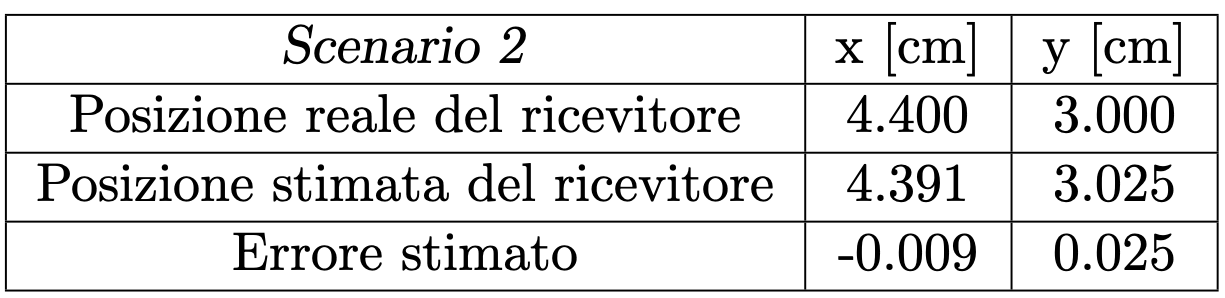 Scenario 2 x [cm] y [cm]
Posizione reale del ricevitore 4.400 3.000
Posizione stimata del ricevitore 4.391 3.025
Errore stimato -0.009 0.025